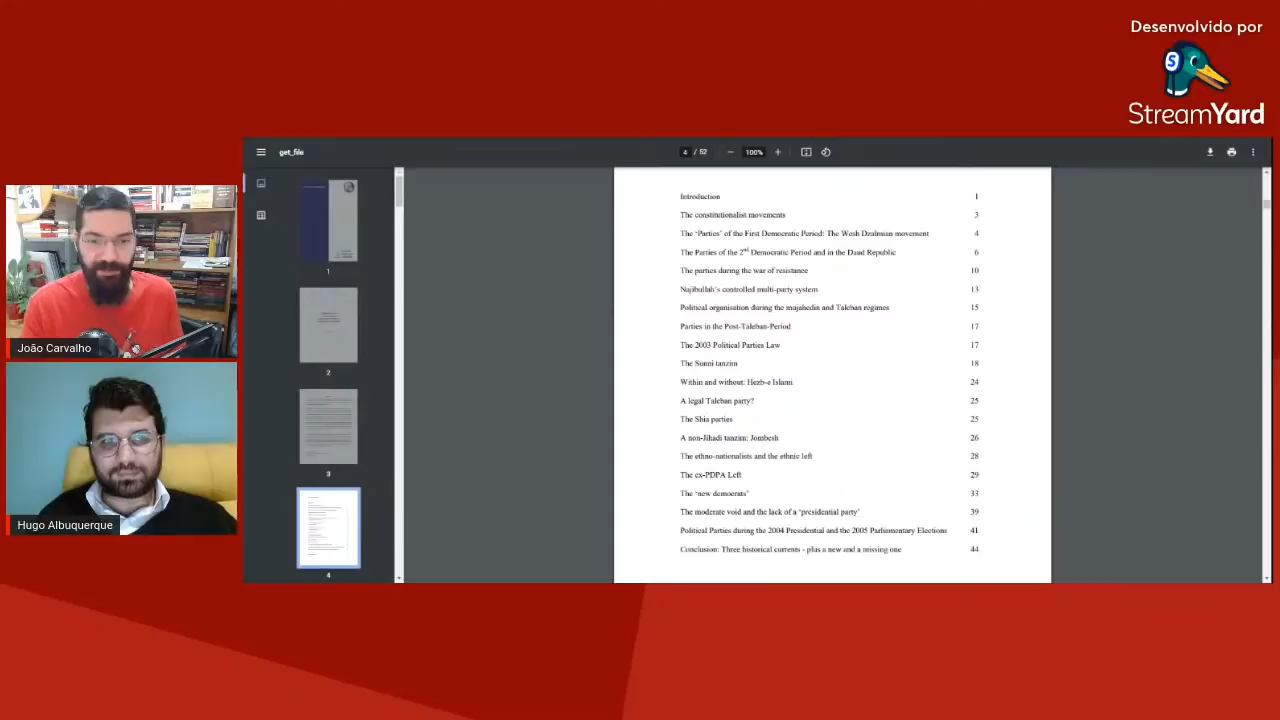 Desenvolvido por
S
StreamYard
get_file
4 / 52
100%
1
2
3
4
Introduction 1
The constitutionalist movements 3
The 'Parties' of the First Democratic Period: The Wesh Dzalmian movement 4
The Parties of the 2nd Democratic Period and in the Daud Republic 6
The parties during the war of resistance 10
Najibullah's controlled multi-party system 13
Political organisation during the mujahedin and Taleban regimes 15
Parties in the Post-Taleban-Period 17
The 2003 Political Parties Law 17
The Sunni tanzim 18
Within and without: Hezb-e Islami 24
A legal Taleban party? 25
The Shia parties 25
A non-Jihadi tanzim: Jombesh 26
The ethno-nationalists and the ethnic left 28
The ex-PDPA Left 29
The 'new democrats' 33
The moderate void and the lack of a 'presidential party' 39
Political Parties during the 2004 Presidential and the 2005 Parliamentary Elections 41
Conclusion: Three historical currents - plus a new and a missing one 44
João Carvalho
Hugo Albuquerque